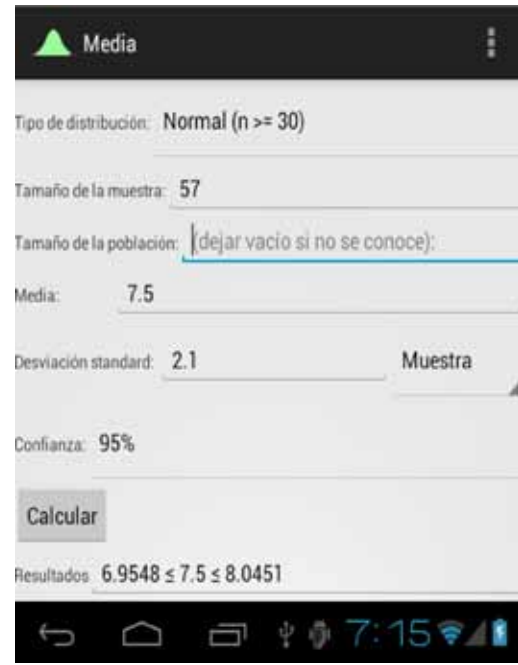 Media
Tipo de distribución: Normal (n >= 30)
Tamaño de la muestra: 57
Tamaño de la población: (dejar vacio si no se conoce):
Media: 7.5
Desviación standard: 2.1 Muestra
Confianza: 95%
Calcular
Resultados 6.9548 ≤ 7.5 ≤ 8.0451
7:15